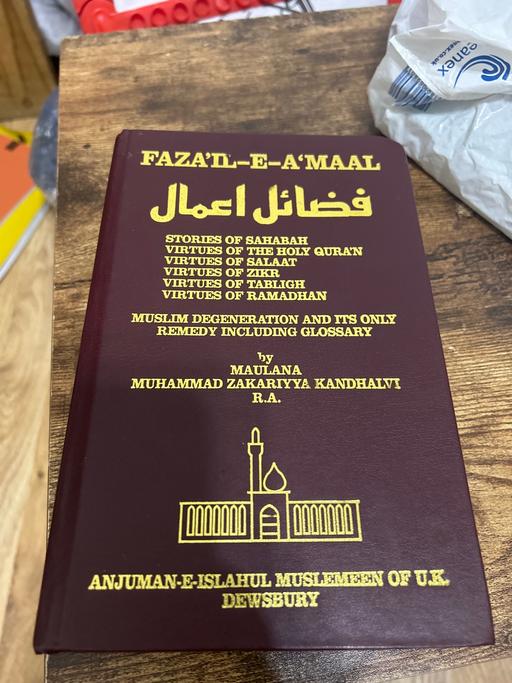 FAZA'IL-E-A'MAAL
فضائل اعمال
STORIES OF SAHABAH
VIRTUES OF THE HOLY QURA'N
VIRTUES OF SALAAT
VIRTUES OF ZIKR
VIRTUES OF TABLIGH
VIRTUES OF RAMADHAN
MUSLIM DEGENERATION AND ITS ONLY
REMEDY INCLUDING GLOSSARY
by
MAULANA
MUHAMMAD ZAKARIYYA KANDHALVI
R.A.
ANJUMAN-E-ISLAHUL MUSLEMEEN OF U.K.
DEWSBURY